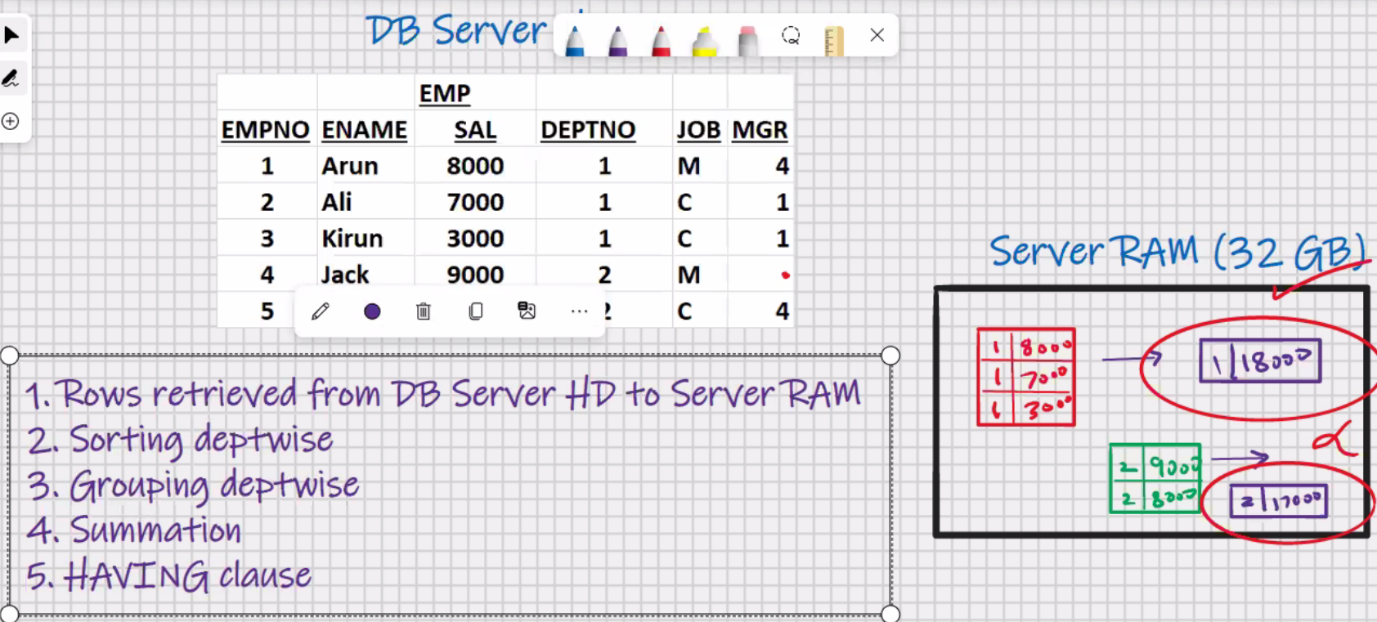 DB Server
EMP
EMPNO ENAME SAL DEPTNO JOB MGR
1 Arun 8000 1 M 4
2 Ali 7000 1 C 1
3 Kirun 3000 1 C 1
4 Jack 9000 2 M
5 2 C 4
1. Rows retrieved from DB Server HD to Server RAM
2. Sorting deptwise
3. Grouping deptwise
4. Summation
5. HAVING clause
Server RAM (32 GB)
1 8000
1 7000
1 3000
1 18000
2 9000
2 8000
2 17000